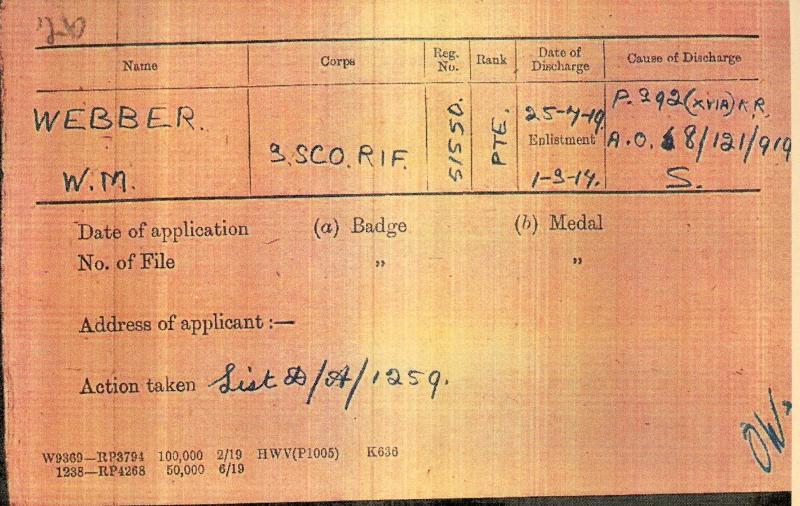 Name Corps Reg. No. Rank Date of Discharge Cause of Discharge
WEBBER. W.M.
3. SCO. RIF.
51550.
PTE.
25-4-19
Enlistment
1-9-14.
P. 392 (XVIA) K.R.
A.O. 8/121/919
S.
Date of application (a) Badge (b) Medal
No. of File " "
Address of applicant :—
Action taken List D/A/1259.
W9369—RP3794 100,000 2/19 HWV(P1005) K636
1238—RP4268 50,000 6/19